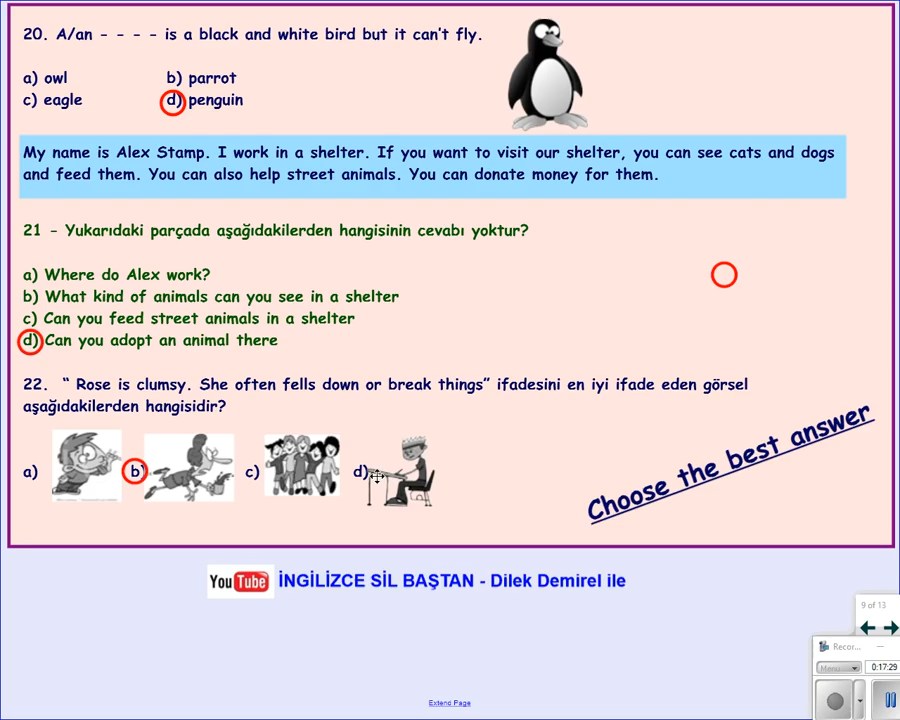 20. A/an - - - - is a black and white bird but it can't fly.
a) owl b) parrot
c) eagle d) penguin
My name is Alex Stamp. I work in a shelter. If you want to visit our shelter, you can see cats and dogs
and feed them. You can also help street animals. You can donate money for them.
21 - Yukarıdaki parçada aşağıdakilerden hangisinin cevabı yoktur?
a) Where do Alex work?
b) What kind of animals can you see in a shelter
c) Can you feed street animals in a shelter
d) Can you adopt an animal there
22. “ Rose is clumsy. She often fells down or break things” ifadesini en iyi ifade eden görsel
aşağıdakilerden hangisidir?
a) b) c) d)
Choose the best answer
YouTube İNGİLİZCE SİL BAŞTAN - Dilek Demirel ile
9 of 13
Recor...
Menu 0:17:29
Extend Page